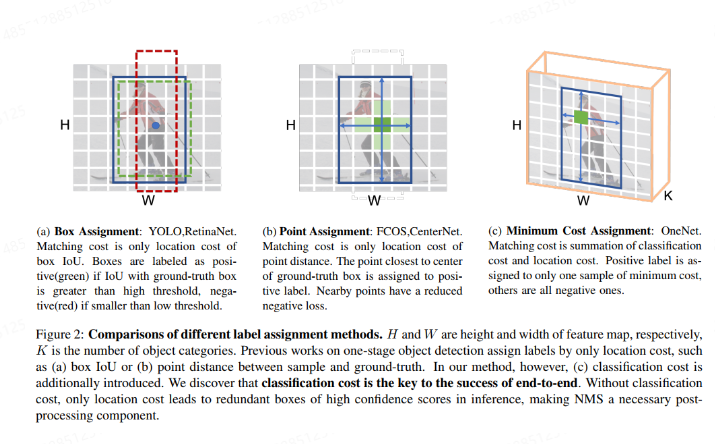 H
W
H
W
H
W
K
(a) Box Assignment: YOLO,RetinaNet.
Matching cost is only location cost of
box IoU. Boxes are labeled as posi-
tive(green) if IoU with ground-truth box
is greater than high threshold, nega-
tive(red) if smaller than low threshold.
(b) Point Assignment: FCOS,CenterNet.
Matching cost is only location cost of
point distance. The point closest to center
of ground-truth box is assigned to posi-
tive label. Nearby points have a reduced
negative loss.
(c) Minimum Cost Assignment: OneNet.
Matching cost is summation of classification
cost and location cost. Positive label is as-
signed to only one sample of minimum cost,
others are all negative ones.
Figure 2: Comparisons of different label assignment methods. H and W are height and width of feature map, respectively,
K is the number of object categories. Previous works on one-stage object detection assign labels by only location cost, such
as (a) box IoU or (b) point distance between sample and ground-truth. In our method, however, (c) classification cost is
additionally introduced. We discover that classification cost is the key to the success of end-to-end. Without classification
cost, only location cost leads to redundant boxes of high confidence scores in inference, making NMS a necessary post-
processing component.